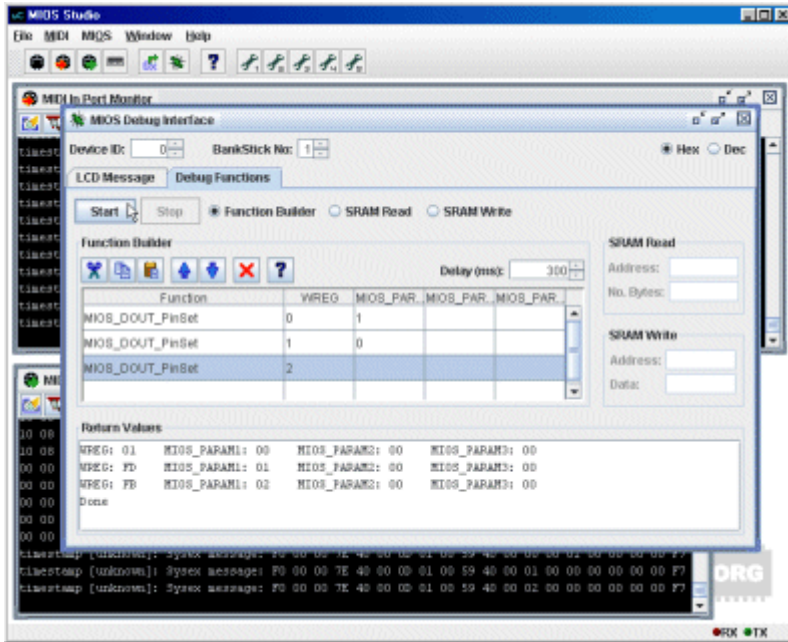 MIOS Studio
File MIDI MIOS Window Help
MIDI In Port Monitor
MIOS Debug Interface
Device ID: 0 BankStick No: 1 Hex Dec
LCD Message Debug Functions
Start Stop Function Builder SRAM Read SRAM Write
Function Builder
Delay (ms): 300
Function WREG MIOS_PAR... MIOS_PAR... MIOS_PAR...
MIOS_DOUT_PinSet 0 1
MIOS_DOUT_PinSet 1 0
MIOS_DOUT_PinSet 2
SRAM Read
Address:
No. Bytes:
SRAM Write
Address:
Data:
Return Values
WREG: 01 MIOS_PARAM1: 00 MIOS_PARAM2: 00 MIOS_PARAM3: 00
WREG: FD MIOS_PARAM1: 01 MIOS_PARAM2: 00 MIOS_PARAM3: 00
WREG: FB MIOS_PARAM1: 02 MIOS_PARAM2: 00 MIOS_PARAM3: 00
Done
timestamp [unknown]: Sysex message: F0 00 00 7E 40 00 0D 01 00 59 40 00 00 01 00 00 00 00 F7
timestamp [unknown]: Sysex message: F0 00 00 7E 40 00 0D 01 00 59 40 00 01 00 00 00 00 00 F7
timestamp [unknown]: Sysex message: F0 00 00 7E 40 00 0D 01 00 59 40 00 02 00 00 00 00 00 F7
ORG
RX TX